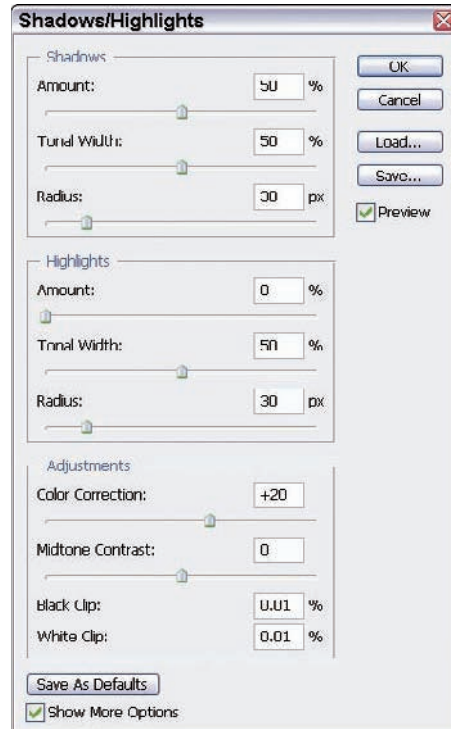 Shadows/Highlights
Shadows
Amount: 50 %
Tonal Width: 50 %
Radius: 30 px
Highlights
Amount: 0 %
Tonal Width: 50 %
Radius: 30 px
Adjustments
Color Correction: +20
Midtone Contrast: 0
Black Clip: 0.01 %
White Clip: 0.01 %
Save As Defaults
Show More Options
OK
Cancel
Load...
Save...
Preview